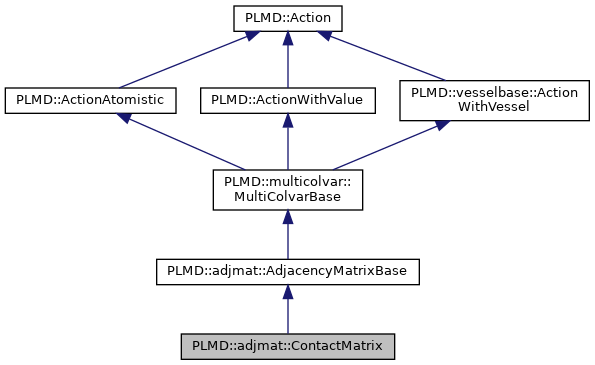 PLMD::Action
PLMD::ActionAtomistic
PLMD::ActionWithValue
PLMD::vesselbase::Action
WithVessel
PLMD::multicolvar::
MultiColvarBase
PLMD::adjmat::AdjacencyMatrixBase
PLMD::adjmat::ContactMatrix